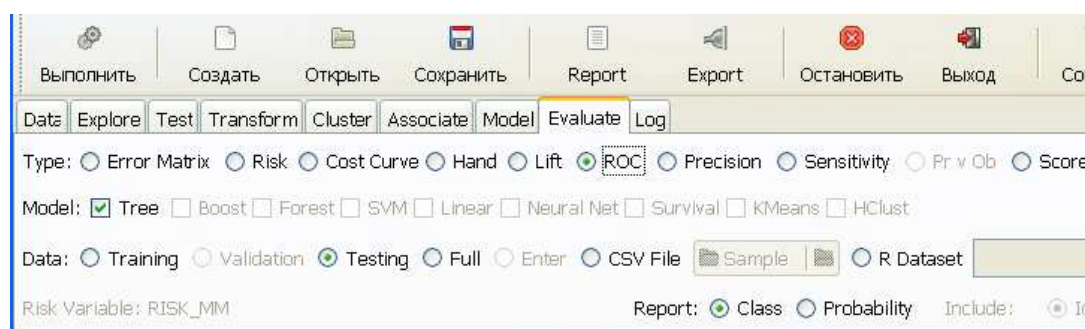 Выполнить Создать Открыть Сохранить Report Export Остановить Выход
Data Explore Test Transform Cluster Associate Model Evaluate Log
Type: Error Matrix Risk Cost Curve Hand Lift ROC Precision Sensitivity Pr v Ob Score
Model: Tree Boost Forest SVM Linear Neural Net Survival KMeans HClust
Data: Training Validation Testing Full Enter CSV File Sample R Dataset
Risk Variable: RISK_MM Report: Class Probability Include: